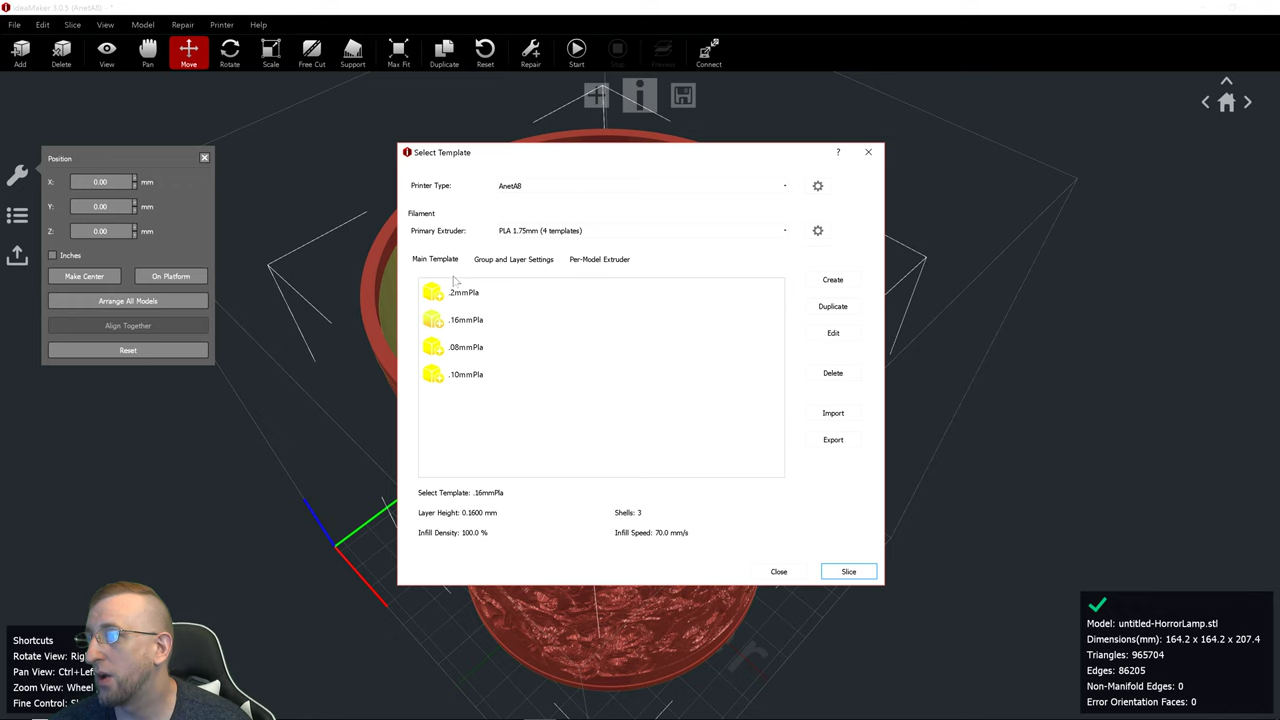 ideaMaker 3.0.5 (AnetA8) - *
File Edit Slice View Model Repair Printer Help
Add Delete View Pan Move Rotate Scale Free Cut Support Max Fit Duplicate Reset Repair Start Stop Preview Connect
Position
X: 0.00 mm
Y: 0.00 mm
Z: 0.00 mm
Inches
Make Center On Platform
Arrange All Models
Align Together
Reset
Select Template
?
Printer Type: AnetA8
Filament
Primary Extruder: PLA 1.75mm (4 templates)
Main Template Group and Layer Settings Per-Model Extruder
.2mmPla
.16mmPla
.08mmPla
.10mmPla
Create
Duplicate
Edit
Delete
Import
Export
Select Template: .16mmPla
Layer Height: 0.1600 mm Shells: 3
Infill Density: 100.0 % Infill Speed: 70.0 mm/s
Close Slice
Shortcuts
Rotate View:
Pan View: Ctrl+Left
Zoom View: Wheel
Fine Control:
Model: untitled-HorrorLamp.stl
Dimensions(mm): 164.2 x 164.2 x 207.4
Triangles: 965704
Edges: 86205
Non-Manifold Edges: 0
Error Orientation Faces: 0